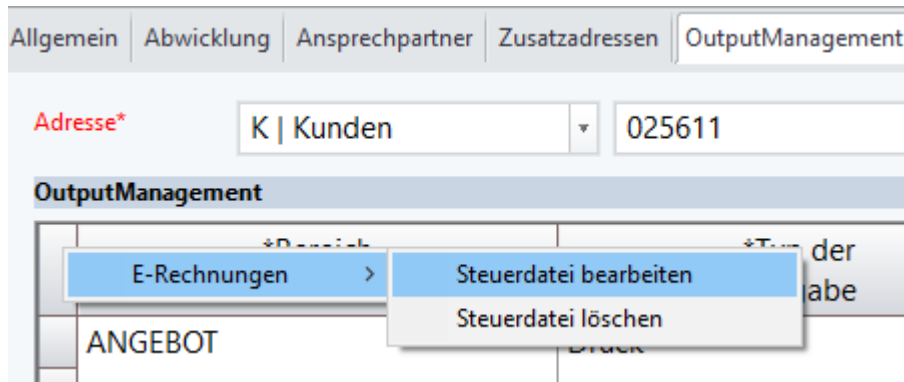 Allgemein Abwicklung Ansprechpartner Zusatzadressen OutputManagement
Adresse* K | Kunden 025611
OutputManagement
E-Rechnungen > Steuerdatei bearbeiten
Steuerdatei löschen
ANGEBOT